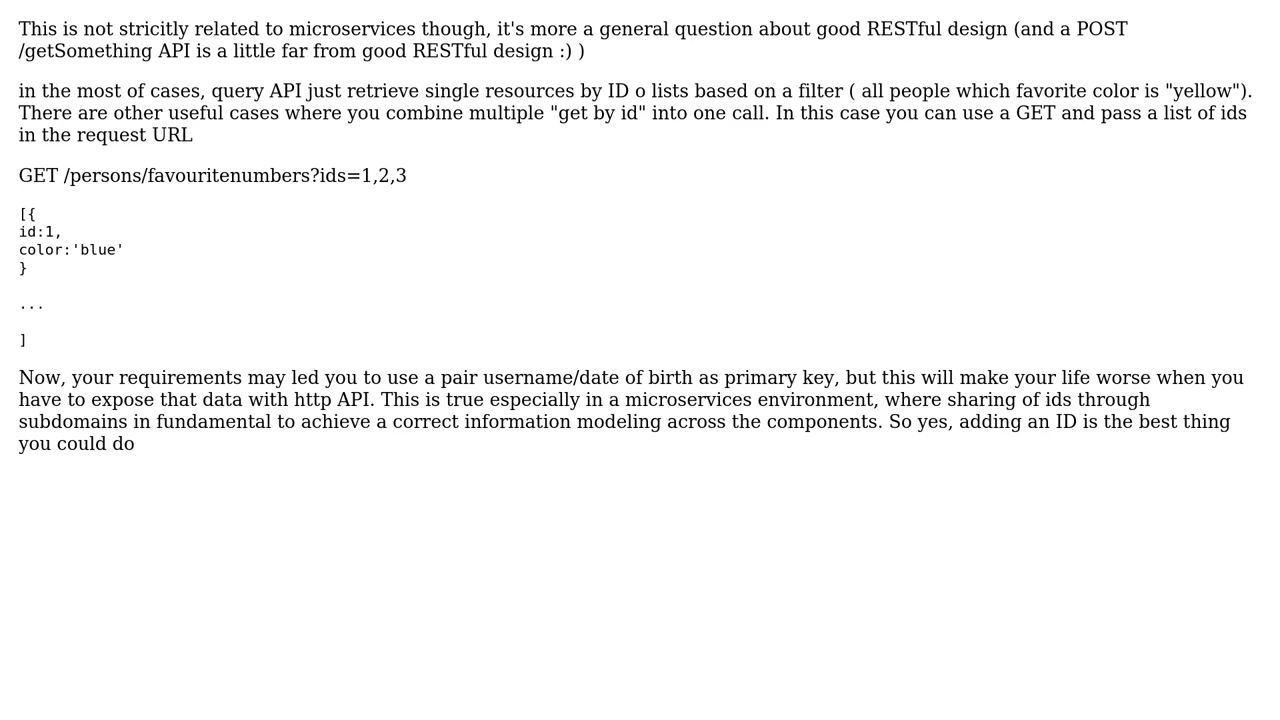 This is not stricitly related to microservices though, it's more a general question about good RESTful design (and a POST
/getSomething API is a little far from good RESTful design :) )
in the most of cases, query API just retrieve single resources by ID o lists based on a filter ( all people which favorite color is "yellow").
There are other useful cases where you combine multiple "get by id" into one call. In this case you can use a GET and pass a list of ids
in the request URL
GET /persons/favouritenumbers?ids=1,2,3
[{
id:1,
color:'blue'
}
...
]
Now, your requirements may led you to use a pair username/date of birth as primary key, but this will make your life worse when you
have to expose that data with http API. This is true especially in a microservices environment, where sharing of ids through
subdomains in fundamental to achieve a correct information modeling across the components. So yes, adding an ID is the best thing
you could do